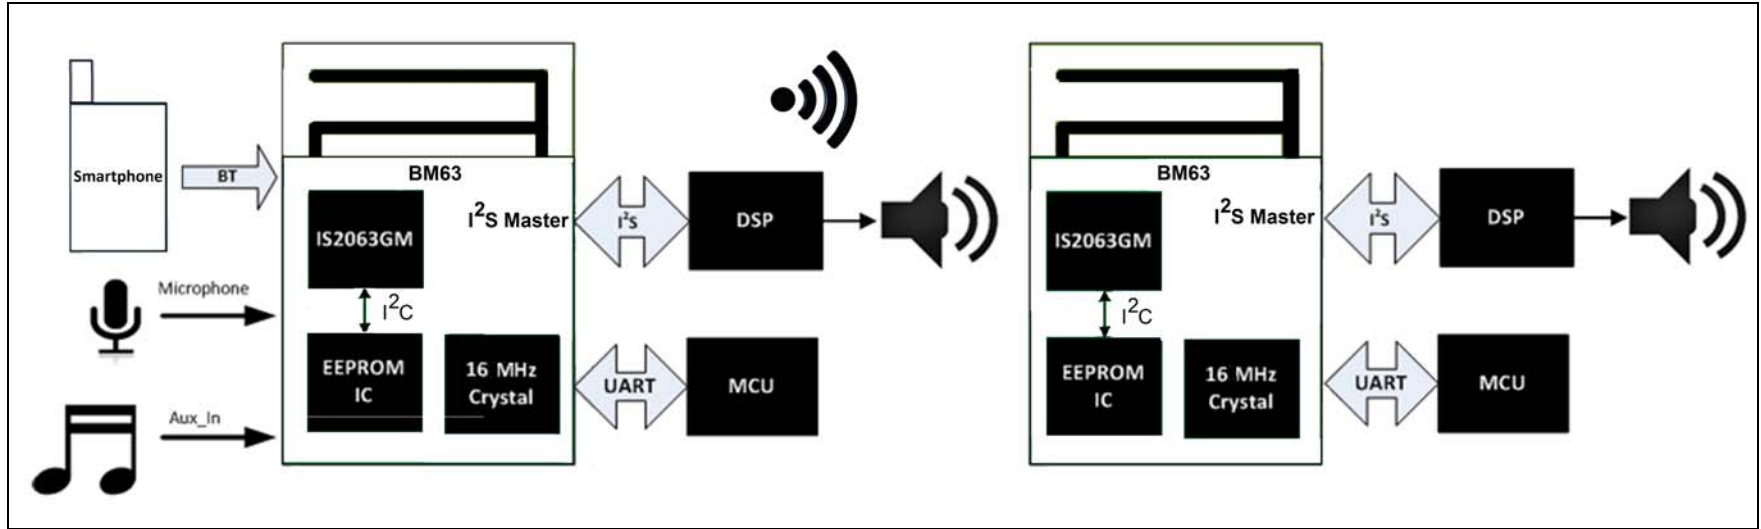 Smartphone
BT
Microphone
Aux_In
BM63
I²S Master
IS2063GM
I²C
EEPROM
IC
16 MHz
Crystal
I²S
DSP
UART
MCU
BM63
I²S Master
IS2063GM
I²C
EEPROM
IC
16 MHz
Crystal
I²S
DSP
UART
MCU